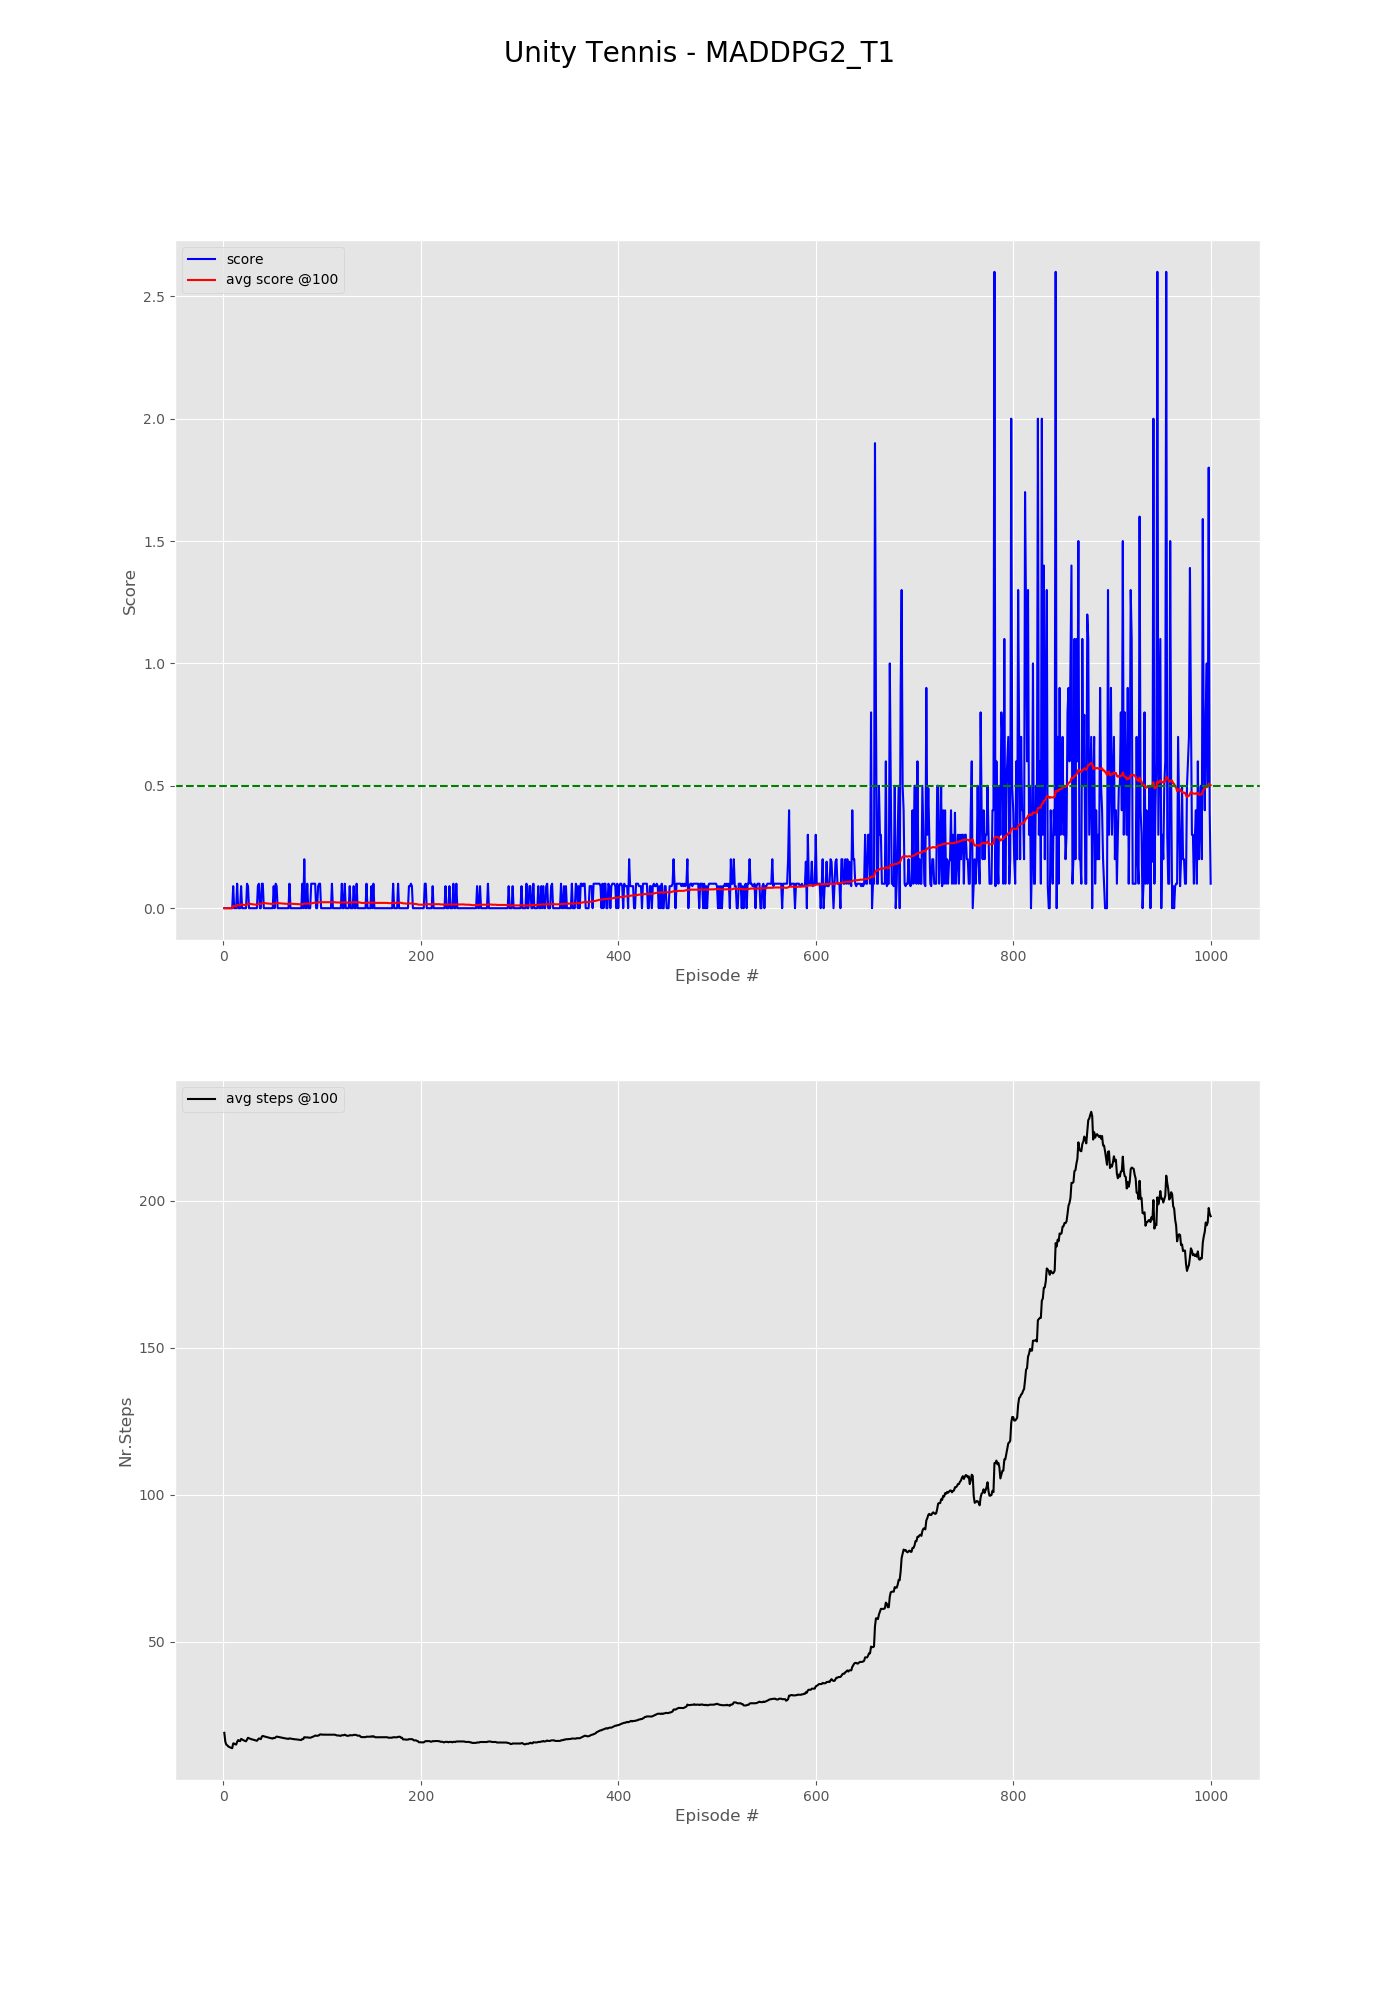 Unity Tennis - MADDPG2_T1
score
avg score @100
2.5
2.0
1.5
1.0
0.5
0.0
Score
0 200 400 600 800 1000
Episode #
avg steps @100
200
150
100
50
Nr.Steps
0 200 400 600 800 1000
Episode #